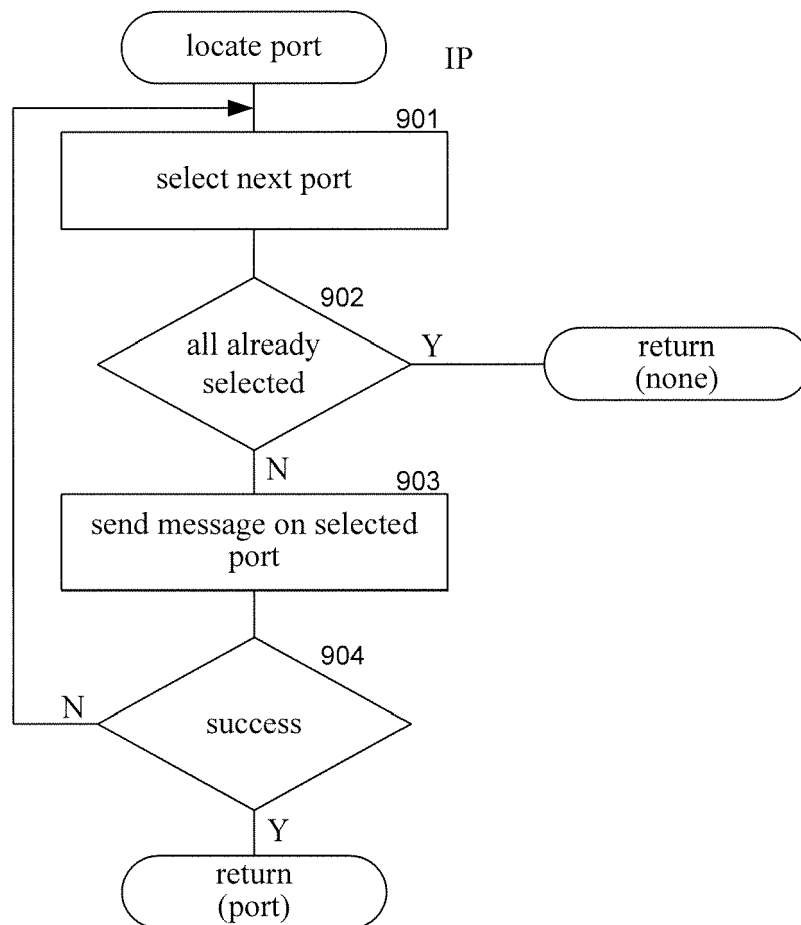 locate port
IP
901
select next port
902
all already
selected
Y
return
(none)
N
903
send message on selected
port
904
N
success
Y
return
(port)